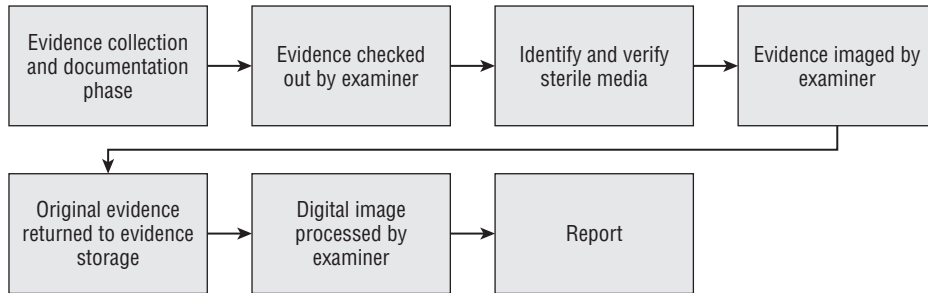 Evidence collection
and documentation
phase
Evidence checked
out by examiner
Identify and verify
sterile media
Evidence imaged by
examiner
Original evidence
returned to evidence
storage
Digital image
processed by
examiner
Report